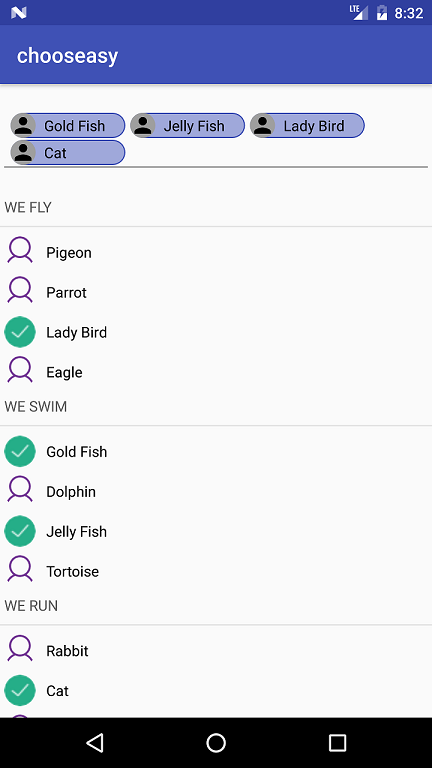 LTE 8:32
chooseasy
Gold Fish Jelly Fish Lady Bird
Cat
WE FLY
Pigeon
Parrot
Lady Bird
Eagle
WE SWIM
Gold Fish
Dolphin
Jelly Fish
Tortoise
WE RUN
Rabbit
Cat